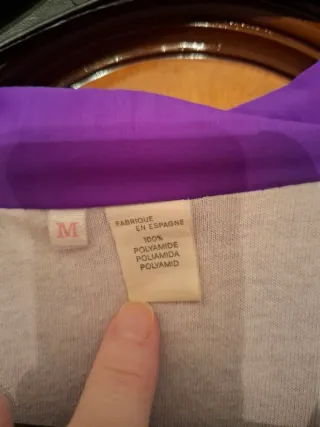 M
FABRIQUE
EN ESPAGNE
100%
POLYAMIDE
POLIAMIDA
POLYAMID